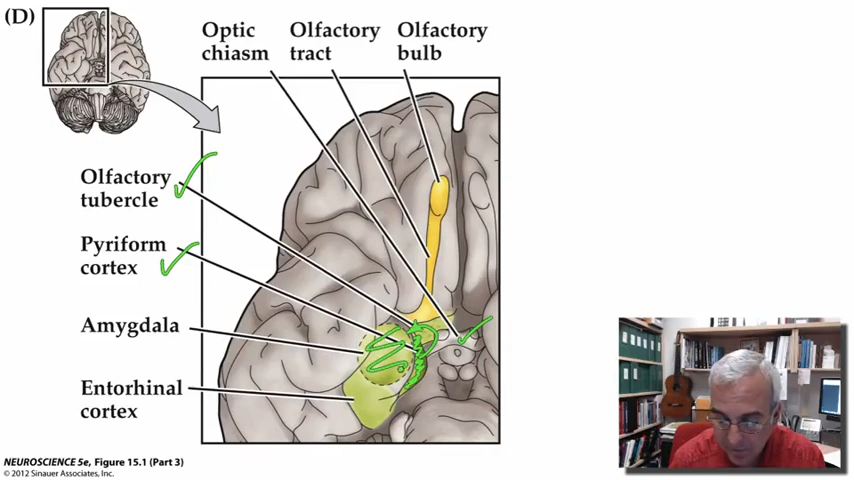 (D)
Optic
chiasm
Olfactory
tract
Olfactory
bulb
Olfactory
tubercle
Pyriform
cortex
Amygdala
Entorhinal
cortex
NEUROSCIENCE 5e, Figure 15.1 (Part 3)
© 2012 Sinauer Associates, Inc.